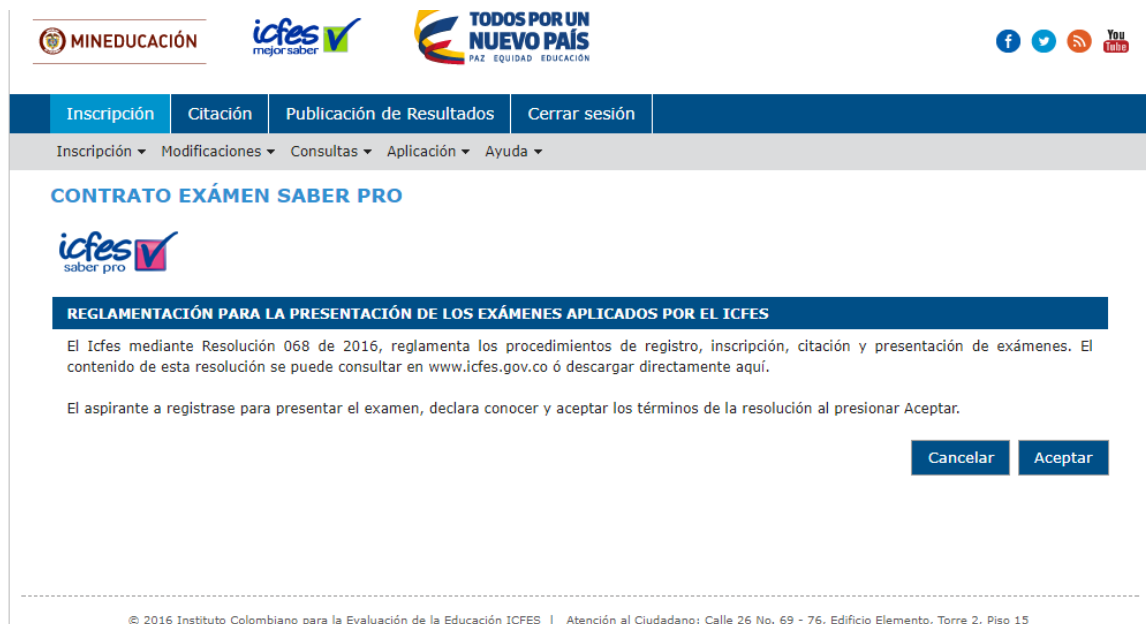 MINEDUCACIÓN
icfes
mejor saber
TODOS POR UN
NUEVO PAÍS
PAZ EQUIDAD EDUCACIÓN
You
Tube
Inscripción Citación Publicación de Resultados Cerrar sesión
Inscripción Modificaciones Consultas Aplicación Ayuda
CONTRATO EXÁMEN SABER PRO
icfes
saber pro
REGLAMENTACIÓN PARA LA PRESENTACIÓN DE LOS EXÁMENES APLICADOS POR EL ICFES
El Icfes mediante Resolución 068 de 2016, reglamenta los procedimientos de registro, inscripción, citación y presentación de exámenes. El
contenido de esta resolución se puede consultar en www.icfes.gov.co ó descargar directamente aquí.
El aspirante a registrase para presentar el examen, declara conocer y aceptar los términos de la resolución al presionar Aceptar.
Cancelar Aceptar
© 2016 Instituto Colombiano para la Evaluación de la Educación ICFES | Atención al Ciudadano: Calle 26 No. 69 - 76, Edificio Elemento, Torre 2, Piso 15